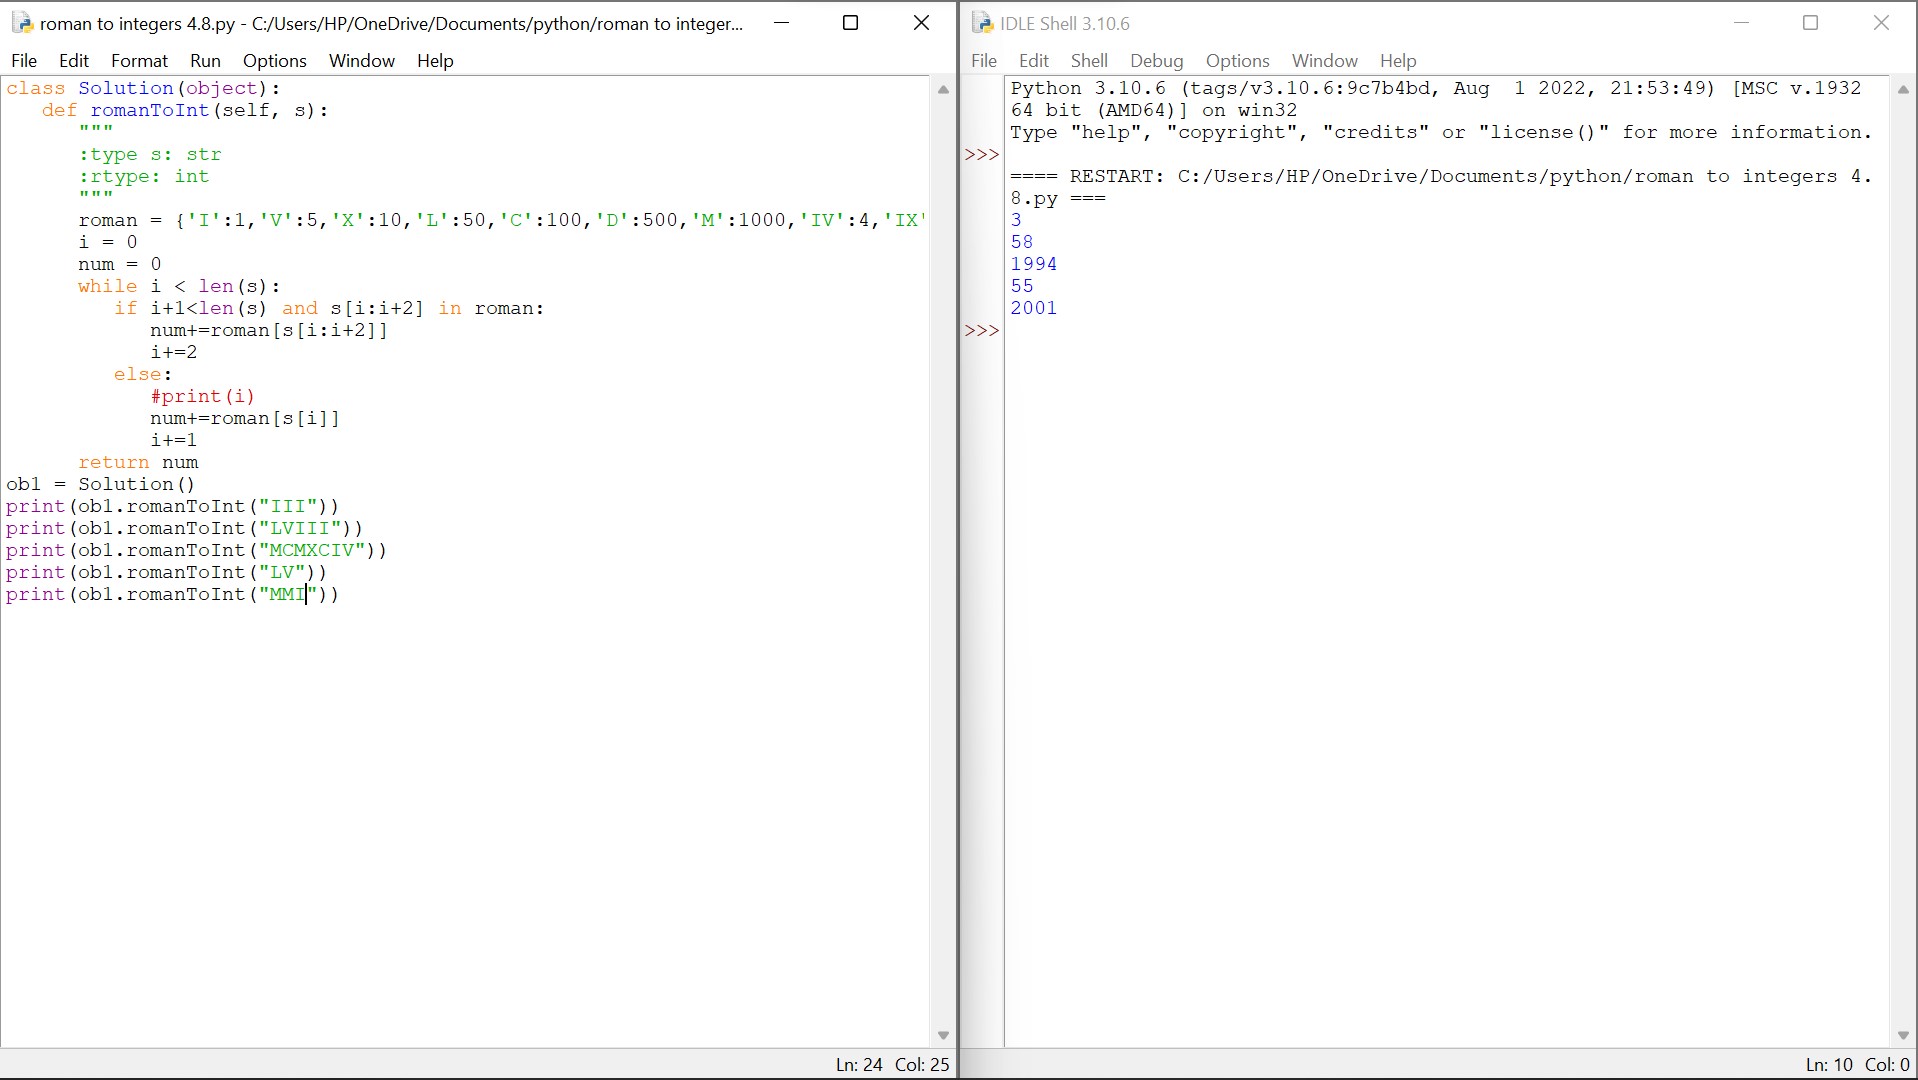 roman to integers 4.8.py - C:/Users/HP/OneDrive/Documents/python/roman to integer...
File Edit Format Run Options Window Help
class Solution(object):
   def romanToInt(self, s):
      """
      :type s: str
      :rtype: int
      """
      roman = {'I':1,'V':5,'X':10,'L':50,'C':100,'D':500,'M':1000,'IV':4,'IX'
      i = 0
      num = 0
      while i < len(s):
         if i+1<len(s) and s[i:i+2] in roman:
            num+=roman[s[i:i+2]]
            i+=2
         else:
            #print(i)
            num+=roman[s[i]]
            i+=1
      return num
ob1 = Solution()
print(ob1.romanToInt("III"))
print(ob1.romanToInt("LVIII"))
print(ob1.romanToInt("MCMXCIV"))
print(ob1.romanToInt("LV"))
print(ob1.romanToInt("MMI"))
Ln: 24 Col: 25
IDLE Shell 3.10.6
File Edit Shell Debug Options Window Help
Python 3.10.6 (tags/v3.10.6:9c7b4bd, Aug  1 2022, 21:53:49) [MSC v.1932
64 bit (AMD64)] on win32
Type "help", "copyright", "credits" or "license()" for more information.
>>>
==== RESTART: C:/Users/HP/OneDrive/Documents/python/roman to integers 4.
8.py ===
3
58
1994
55
2001
>>>
Ln: 10 Col: 0